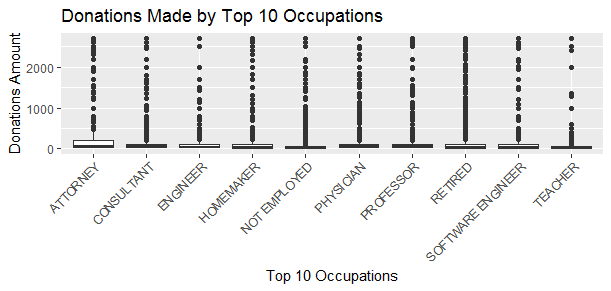 Donations Made by Top 10 Occupations
Donations Amount
2000
1000
0
ATTORNEY
CONSULTANT
ENGINEER
HOMEMAKER
NOT EMPLOYED
PHYSICIAN
PROFESSOR
RETIRED
SOFTWARE ENGINEER
TEACHER
Top 10 Occupations